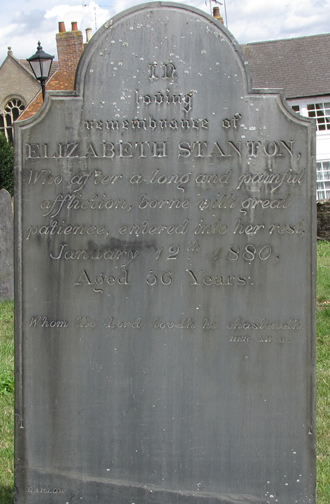 In
loving
remembrance of
ELIZABETH STANTON,
Who after a long and painful
affliction, borne with great
patience, entered into her rest,
January 12th 1880.
Aged 56 Years.
Whom the Lord loveth he chasteneth